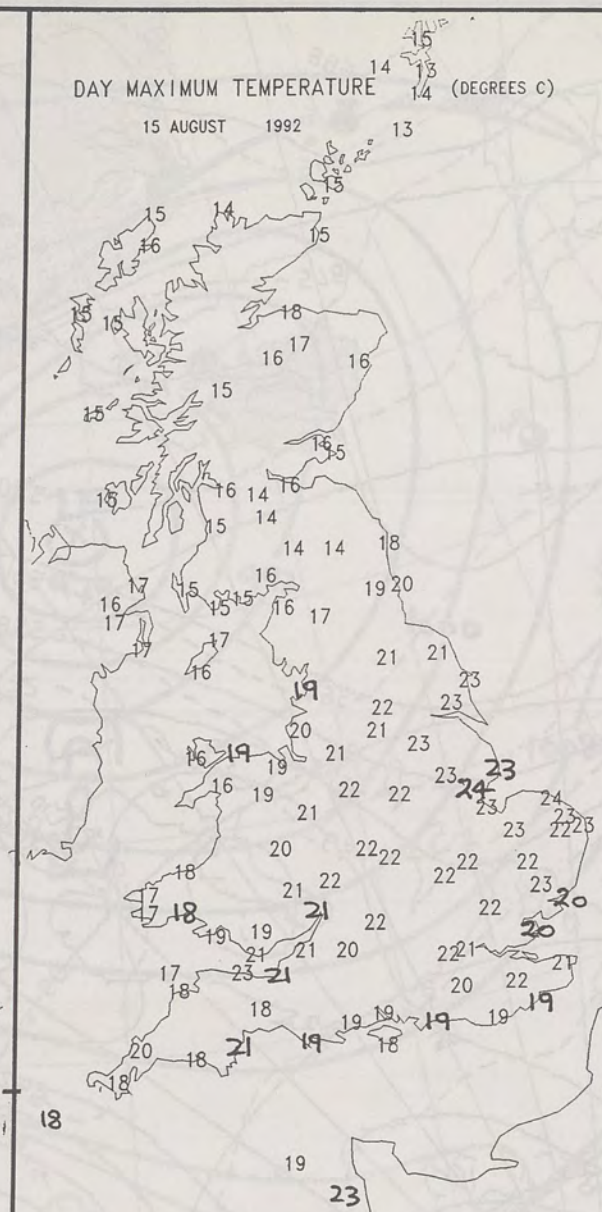 15
14 13
DAY MAXIMUM TEMPERATURE 14 (DEGREES C)
15 AUGUST 1992 13
15
15 14
16 15
15 15 18
17
16 16
15
15
16
15
16 16
15 14
14
15
14 14 18
16
17 15 15 19 20
16 15 16
17 17
17 17 21 21
16
19 23
22 23
20 21
16 19 21 23
19 23 23
16 19 22 22 24 24
21 23 23 23
23 22
20 22 22 22 22
18 21 22 22 23
17 20
17 18 21 22
19 19 22 20
21 21 22 22 21
17 23 21 21
18 20 22
18 19 19 19 19 19
20 21 19 18
18
18
18
19
23